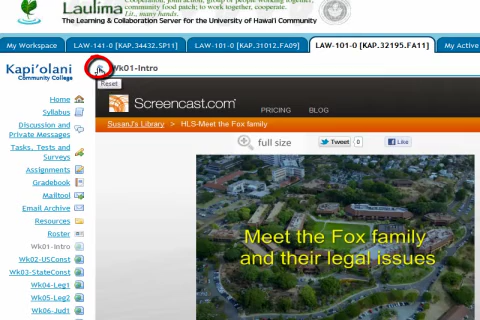 Cooperation, joint action; group of people working together;
community food patch; to work together, cooperate.
Lit., many hands.
Laulima
The Learning & Collaboration Server for the University of Hawai'i Community
My Workspace
LAW-141-0 [KAP.34432.SP11]
LAW-101-0 [KAP.31012.FA09]
LAW-101-0 [KAP.32195.FA11]
My Active
Kapi'olani
Community College
Wk01-Intro
Reset
Home
Syllabus
Discussion and
Private Messages
Tasks, Tests and
Surveys
Assignments
Gradebook
Mailtool
Email Archive
Resources
Roster
Wk01-Intro
Wk02-USConst
Wk03-StateConst
Wk04-Leg1
Wk05-Leg2
Wk06-Jud1
Screencast.com
PRICING
BLOG
SusanJ's Library > HLS-Meet the Fox family
full size
Tweet
0
Like
Meet the Fox family
and their legal issues